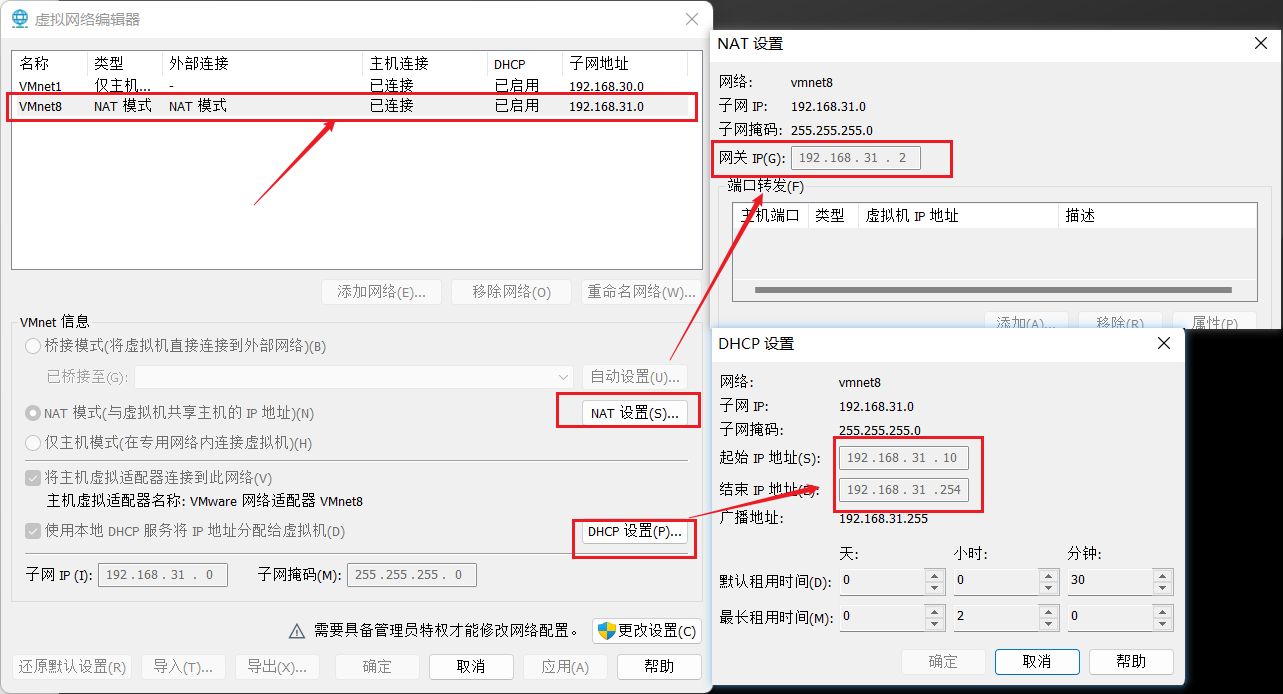 虚拟网络编辑器
名称 类型 外部连接 主机连接 DHCP 子网地址
VMnet1 仅主机... - 已连接 已启用 192.168.30.0
VMnet8 NAT 模式 NAT 模式 已连接 已启用 192.168.31.0
添加网络(E)... 移除网络(O) 重命名网络(W)...
VMnet 信息
桥接模式(将虚拟机直接连接到外部网络)(B)
已桥接至(G): 自动设置(U)...
NAT 模式(与虚拟机共享主机的 IP 地址)(N) NAT 设置(S)...
仅主机模式(在专用网络内连接虚拟机)(H)
将主机虚拟适配器连接到此网络(V)
主机虚拟适配器名称: VMware 网络适配器 VMnet8
使用本地 DHCP 服务将 IP 地址分配给虚拟机(D) DHCP 设置(P)...
子网 IP (I): 192.168.31.0 子网掩码(M): 255.255.255.0
需要具备管理员特权才能修改网络配置。 更改设置(C)
还原默认设置(R) 导入(T)... 导出(X)... 确定 取消 应用(A) 帮助
NAT 设置
网络: vmnet8
子网 IP: 192.168.31.0
子网掩码: 255.255.255.0
网关 IP(G): 192.168.31.2
端口转发(F)
主机端口 类型 虚拟机 IP 地址 描述
添加(A)... 移除(R) 属性(P)
DHCP 设置
网络: vmnet8
子网 IP: 192.168.31.0
子网掩码: 255.255.255.0
起始 IP 地址(S): 192.168.31.10
结束 IP 地址(E): 192.168.31.254
广播地址: 192.168.31.255
天: 小时: 分钟:
默认租用时间(D): 0 0 30
最长租用时间(M): 0 2 0
确定 取消 帮助